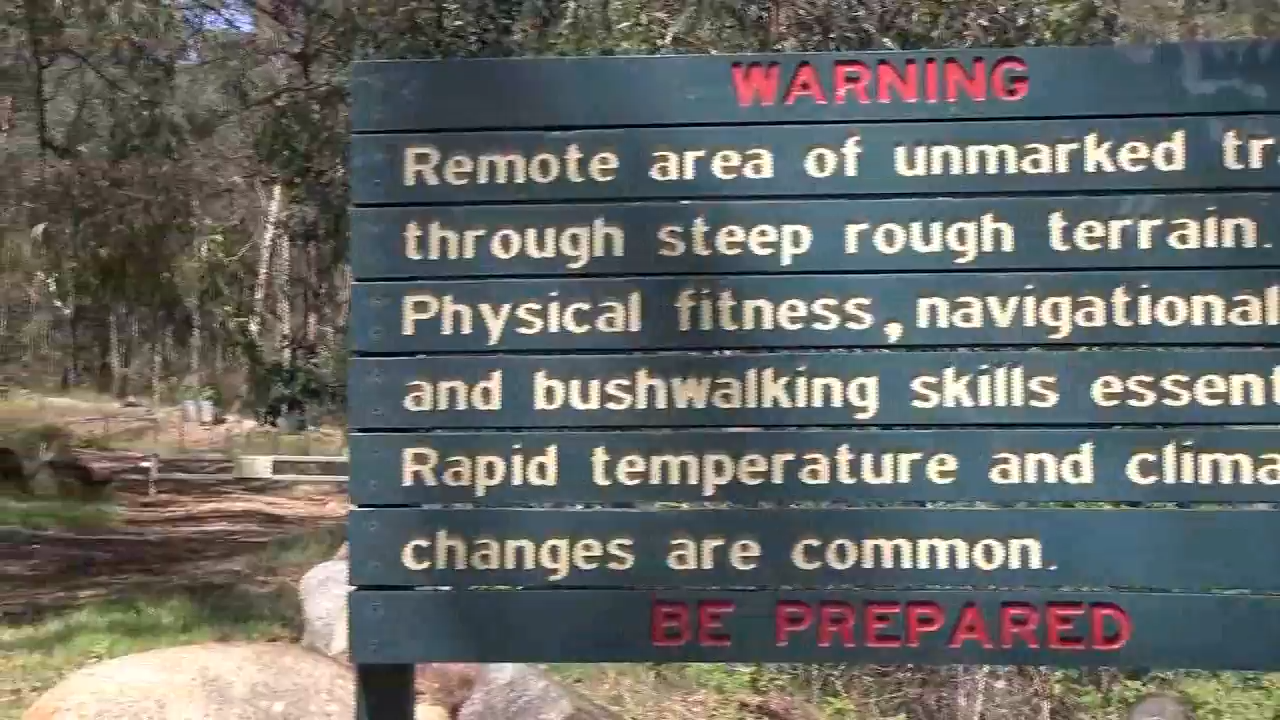 WARNING
Remote area of unmarked
through steep rough terrain.
Physical fitness, navigational
and bushwalking skills
Rapid temperature and
changes are common.
BE PREPARED